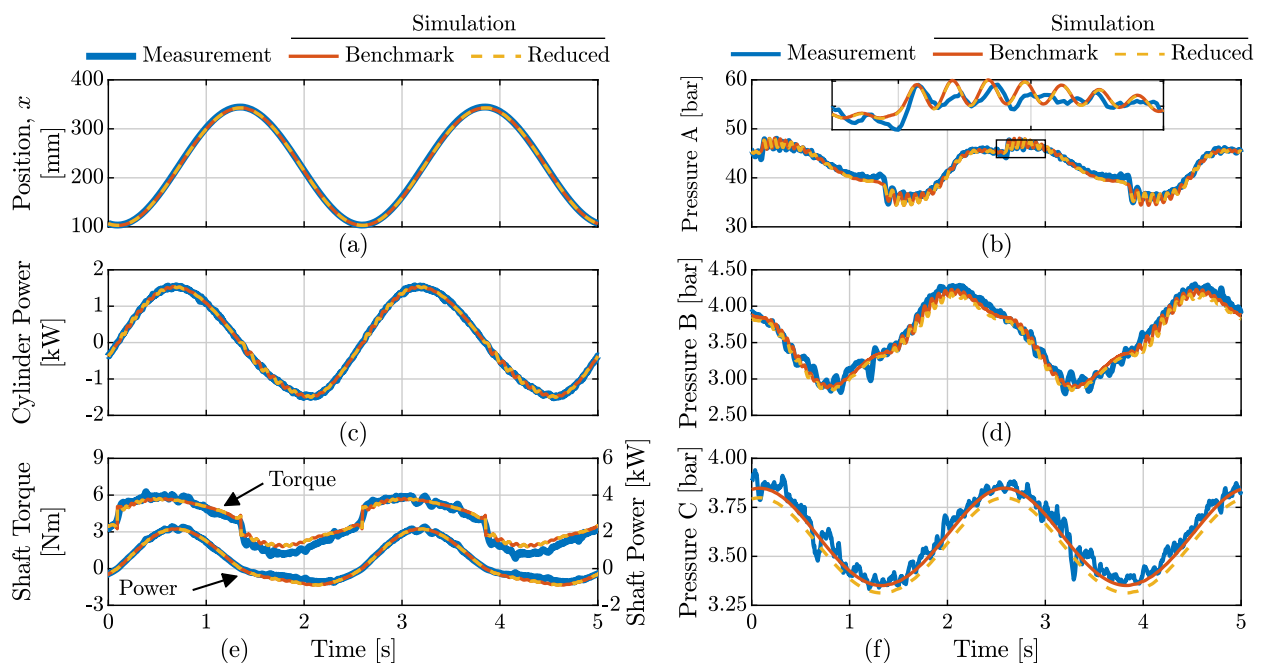 Simulation
Measurement Benchmark Reduced
400
300
200
100
Position, x
[mm]
(a)
Simulation
Measurement Benchmark Reduced
60
50
40
30
Pressure A [bar]
(b)
2
1
0
-1
-2
Cylinder Power
[kW]
(c)
4.50
4.00
3.50
3.00
2.50
Pressure B [bar]
(d)
9
6
3
0
-3
Shaft Torque
[Nm]
Torque
Power
6
4
2
0
-2
Shaft Power [kW]
0 1 2 3 4 5
(e) Time [s]
4.00
3.75
3.50
3.25
Pressure C [bar]
0 1 2 3 4 5
(f) Time [s]